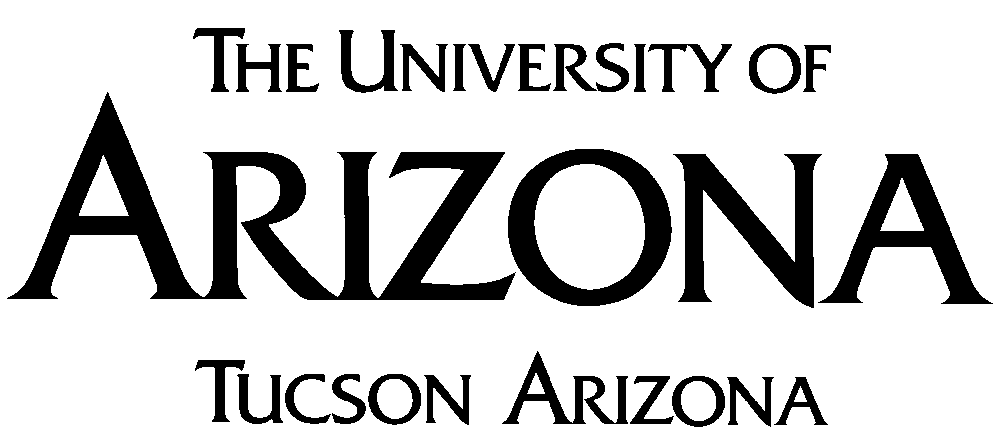 THE UNIVERSITY OF
ARIZONA
TUCSON ARIZONA